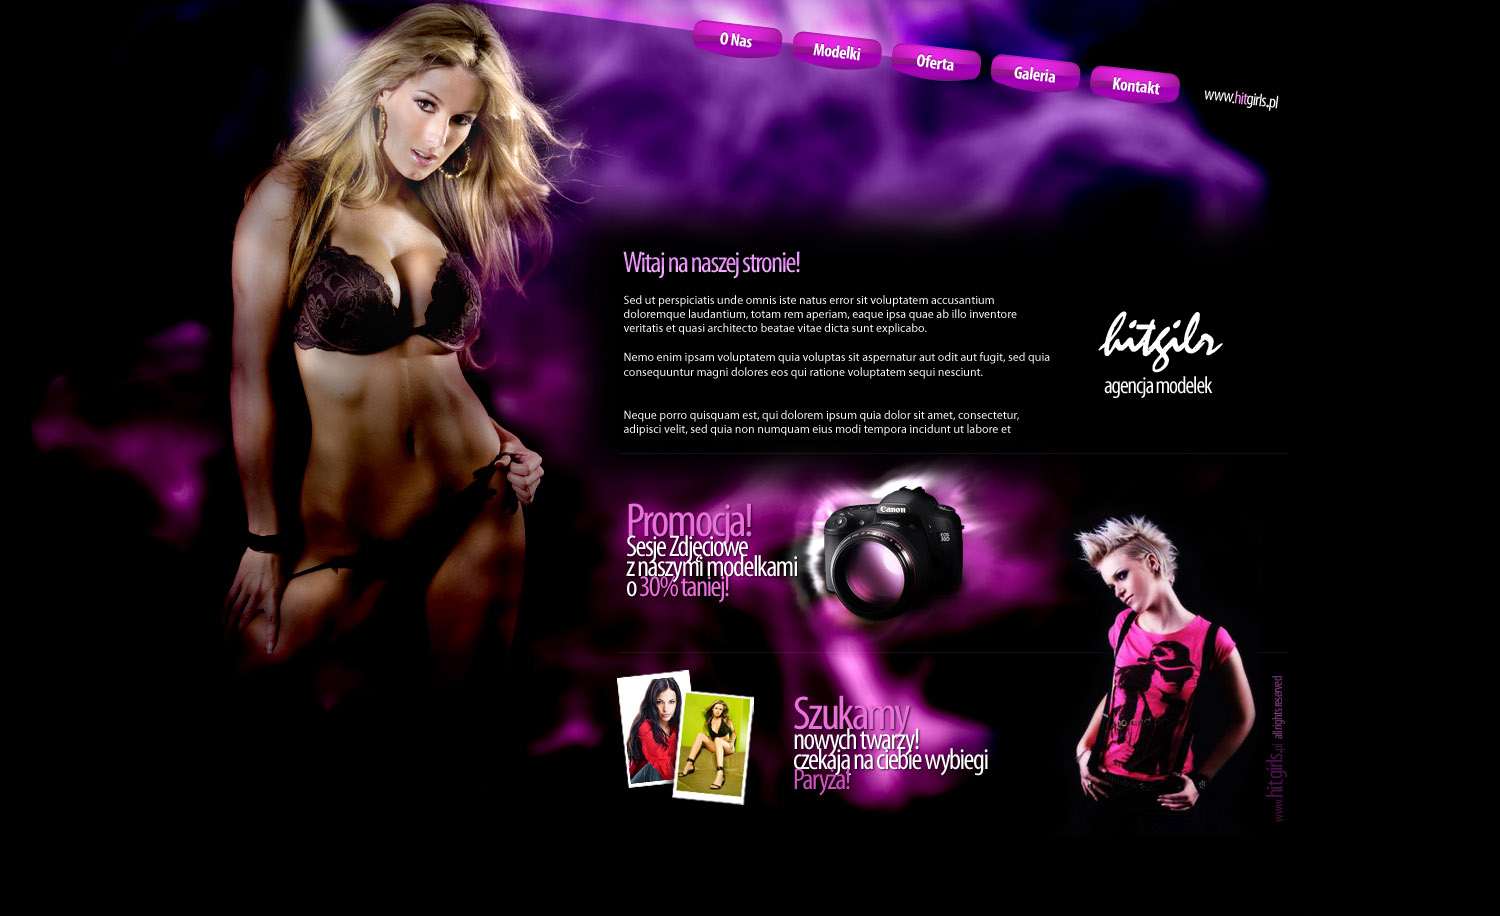 O Nas
Modelki
Oferta
Galeria
Kontakt
www.hitgirls.pl
Witaj na naszej stronie!
Sed ut perspiciatis unde omnis iste natus error sit voluptatem accusantium
doloremque laudantium, totam rem aperiam, eaque ipsa quae ab illo inventore
veritatis et quasi architecto beatae vitae dicta sunt explicabo.
Nemo enim ipsam voluptatem quia voluptas sit aspernatur aut odit aut fugit, sed quia
consequuntur magni dolores eos qui ratione voluptatem sequi nesciunt.
Neque porro quisquam est, qui dolorem ipsum quia dolor sit amet, consectetur,
adipisci velit, sed quia non numquam eius modi tempora incidunt ut labore et
hitgilr
agencja modelek
Promocja!
Sesje Zdjęciowe
z naszymi modelkami
o 30% taniej!
Canon
EOS
30D
Szukamy
nowych twarzy!
czekają na ciebie wybiegi
Paryża!
www.hitgirls.pl all rights reserved